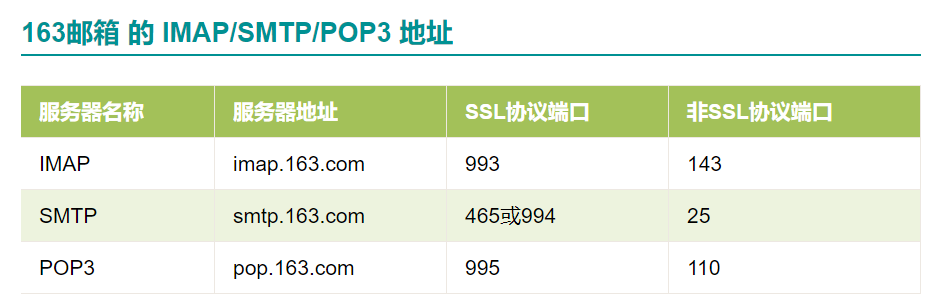 163邮箱 的 IMAP/SMTP/POP3 地址
服务器名称 服务器地址 SSL协议端口 非SSL协议端口
IMAP imap.163.com 993 143
SMTP smtp.163.com 465或994 25
POP3 pop.163.com 995 110